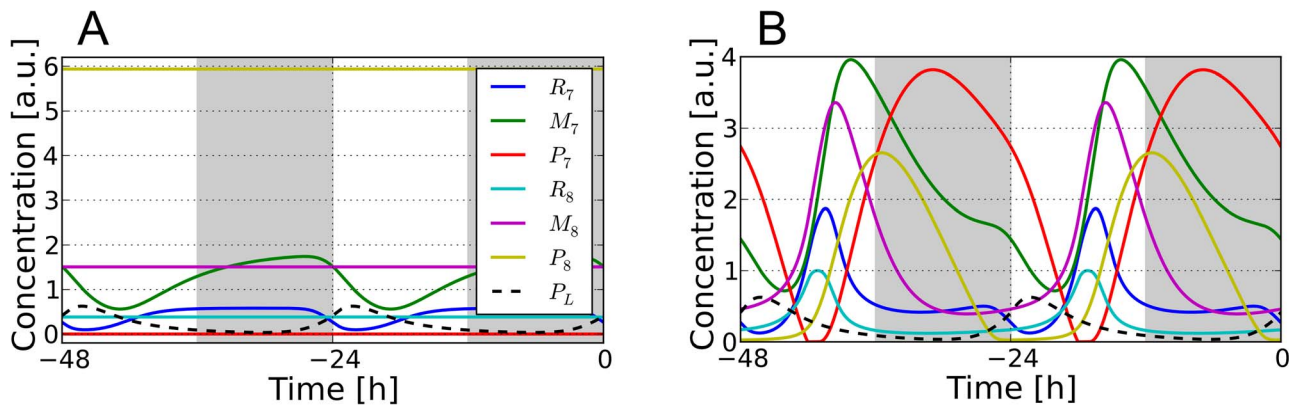 A
Concentration [a.u.]
6
5
4
3
2
1
0
−48
−24
0
Time [h]
R₇
M₇
P₇
R₈
M₈
P₈
P_L
B
Concentration [a.u.]
4
3
2
1
0
−48
−24
0
Time [h]